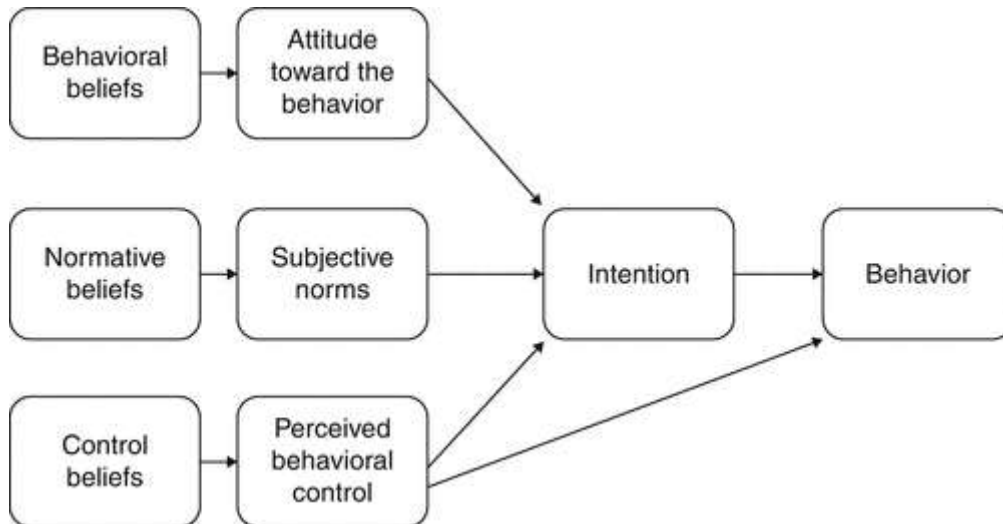 Behavioral
beliefs
Attitude
toward the
behavior
Normative
beliefs
Subjective
norms
Intention
Behavior
Control
beliefs
Perceived
behavioral
control